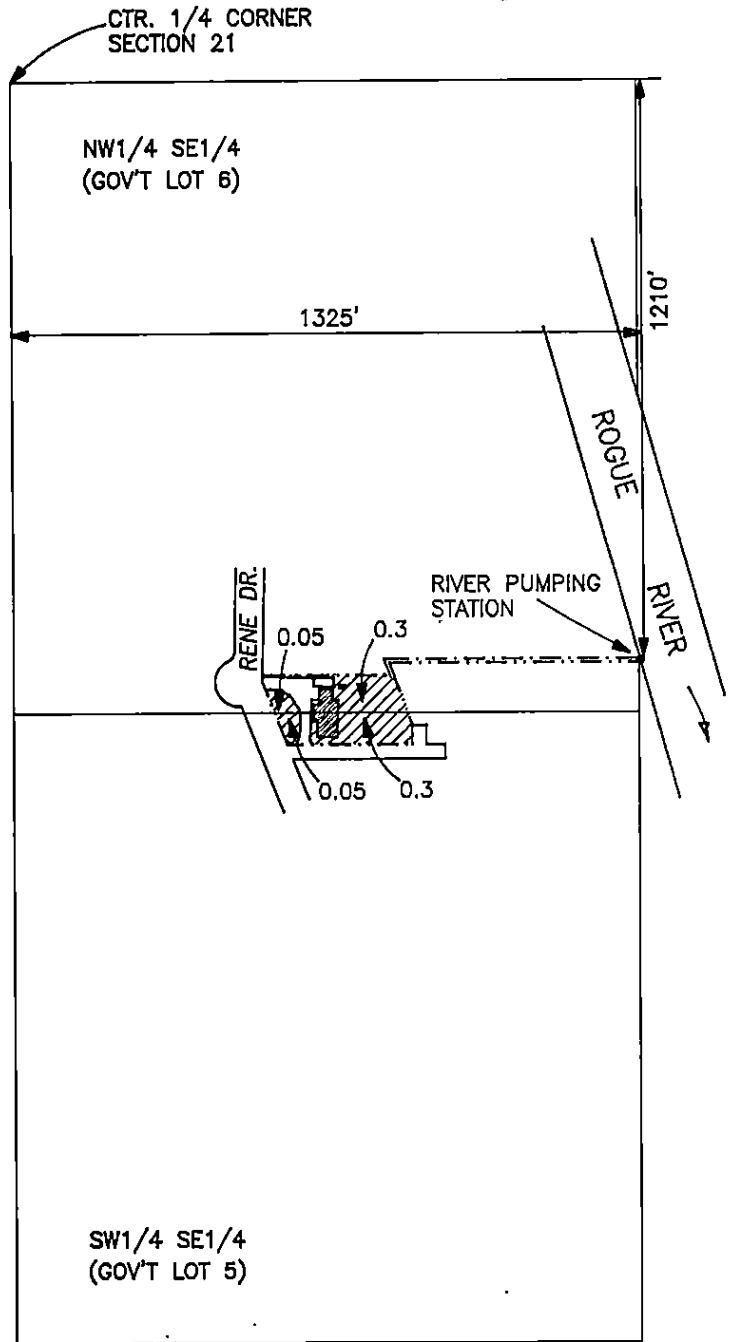 CTR. 1/4 CORNER
SECTION 21
NW1/4 SE1/4
(GOV'T LOT 6)
1325'
1210'
ROGUE
RIVER
RIVER PUMPING
STATION
RENE DR.
0.05
0.3
0.05
0.3
SW1/4 SE1/4
(GOV'T LOT 5)